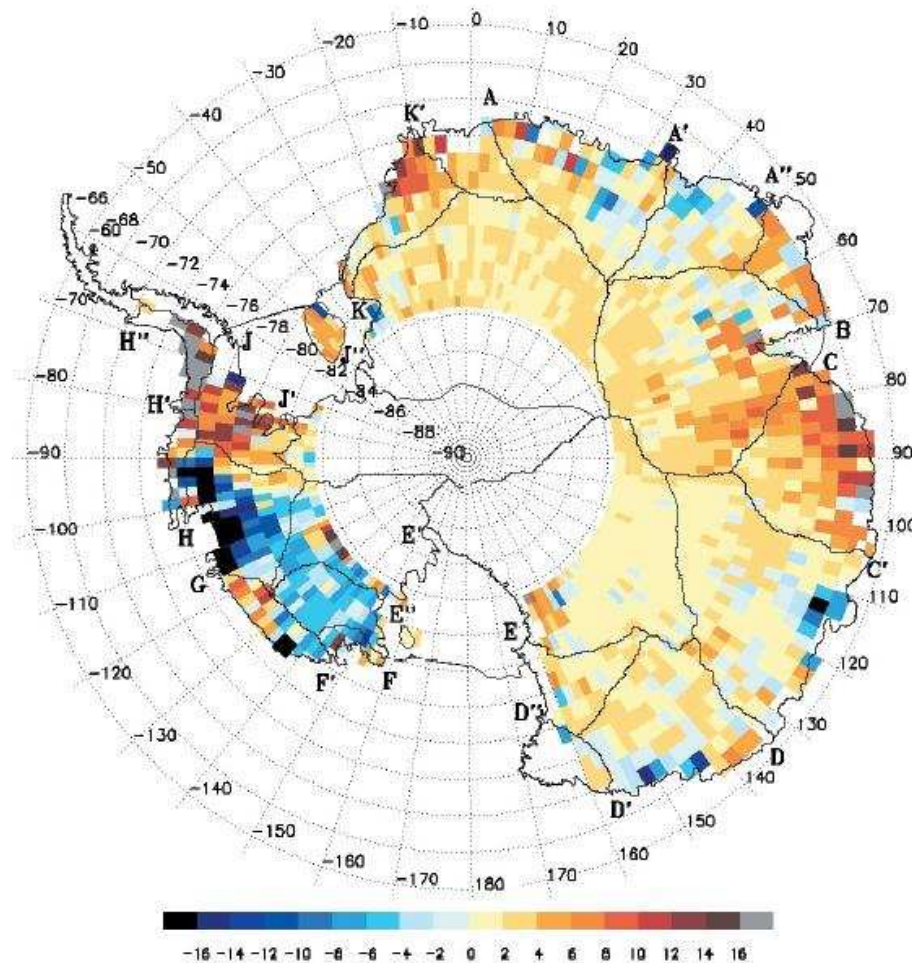 0
-10
10
-20
20
-30
30
-40
40
-50
50
-60
60
-70
70
-80
80
-90
90
-100
100
-110
110
-120
120
-130
130
-140
140
-150
150
-160
160
-170
170
180
-66
-68
-70
-72
-74
-76
-78
-80
-82
-84
-86
-88
-90
A
A'
A''
B
C
C'
D
D'
D''
E
E'
E''
F
F'
G
H
H'
H''
J
J'
J''
K
K'
-16 -14 -12 -10 -8 -6 -4 -2 0 2 4 6 8 10 12 14 16